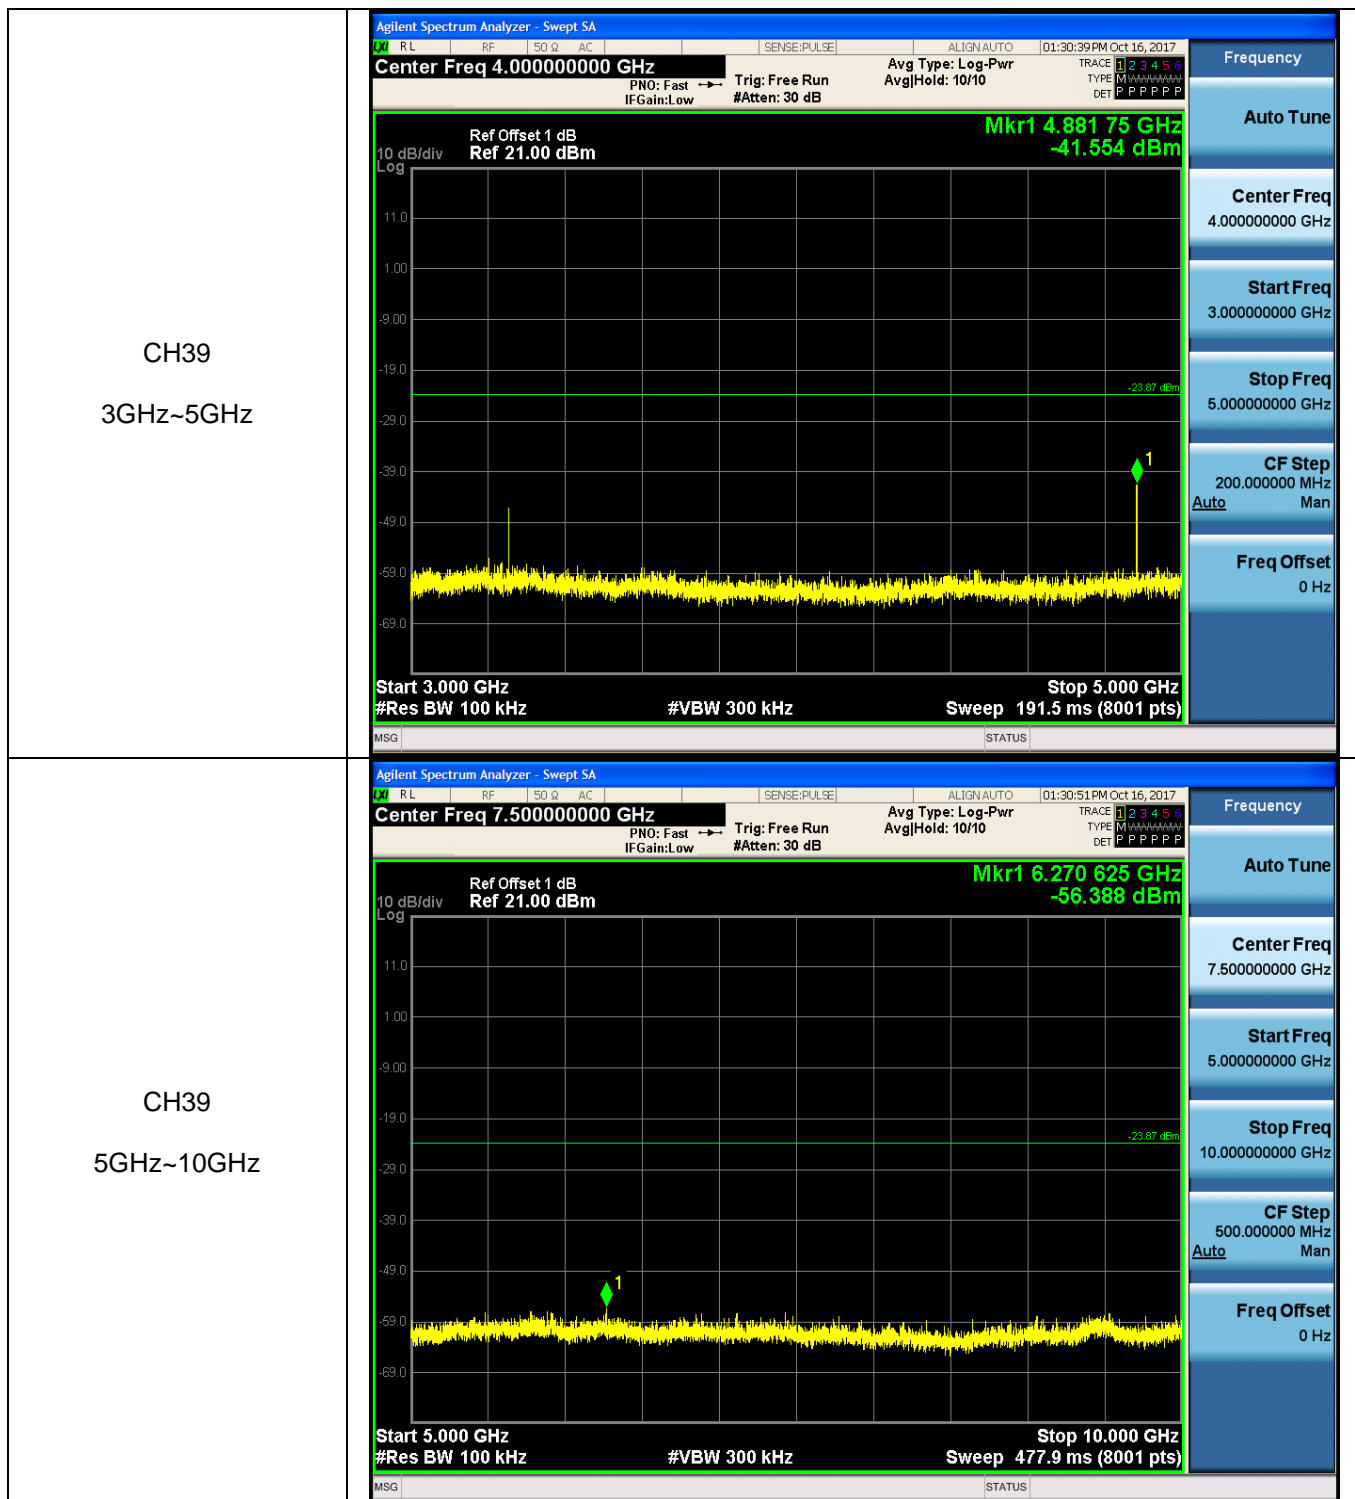 CH39
3GHz~5GHz
Agilent Spectrum Analyzer - Swept SA
LXI RL RF 50 Ω AC SENSE:PULSE ALIGN AUTO 01:30:39 PM Oct 16, 2017
Center Freq 4.000000000 GHz
PNO: Fast
IFGain:Low
Trig: Free Run
#Atten: 30 dB
Avg Type: Log-Pwr
Avg|Hold: 10/10
TRACE 1 2 3 4 5 6
TYPE M WWWWW
DET P P P P P P
Mkr1 4.881 75 GHz
-41.554 dBm
Ref Offset 1 dB
10 dB/div Ref 21.00 dBm
Log
11.0
1.00
-9.00
-19.0
-23.87 dBm
-29.0
-39.0
1
-49.0
-59.0
-69.0
Start 3.000 GHz Stop 5.000 GHz
#Res BW 100 kHz #VBW 300 kHz Sweep 191.5 ms (8001 pts)
MSG STATUS
Frequency
Auto Tune
Center Freq
4.000000000 GHz
Start Freq
3.000000000 GHz
Stop Freq
5.000000000 GHz
CF Step
200.000000 MHz
Auto Man
Freq Offset
0 Hz
CH39
5GHz~10GHz
Agilent Spectrum Analyzer - Swept SA
LXI RL RF 50 Ω AC SENSE:PULSE ALIGN AUTO 01:30:51 PM Oct 16, 2017
Center Freq 7.500000000 GHz
PNO: Fast
IFGain:Low
Trig: Free Run
#Atten: 30 dB
Avg Type: Log-Pwr
Avg|Hold: 10/10
TRACE 1 2 3 4 5 6
TYPE M WWWWW
DET P P P P P P
Mkr1 6.270 625 GHz
-56.388 dBm
Ref Offset 1 dB
10 dB/div Ref 21.00 dBm
Log
11.0
1.00
-9.00
-19.0
-23.87 dBm
-29.0
-39.0
-49.0
1
-59.0
-69.0
Start 5.000 GHz Stop 10.000 GHz
#Res BW 100 kHz #VBW 300 kHz Sweep 477.9 ms (8001 pts)
MSG STATUS
Frequency
Auto Tune
Center Freq
7.500000000 GHz
Start Freq
5.000000000 GHz
Stop Freq
10.000000000 GHz
CF Step
500.000000 MHz
Auto Man
Freq Offset
0 Hz